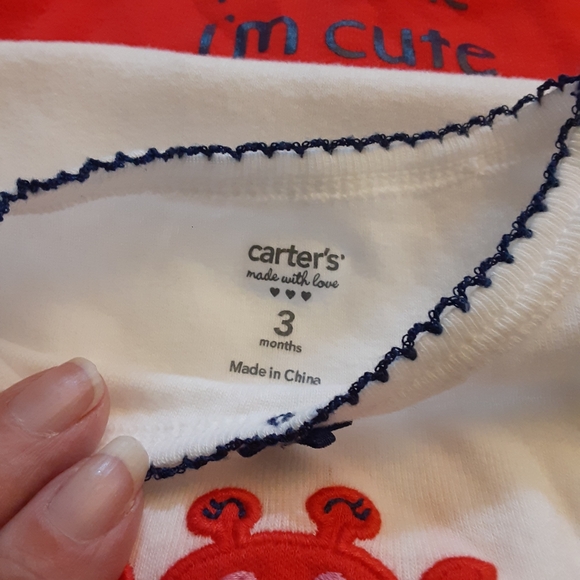 i'm cute
carter's
made with love
3
months
Made in China